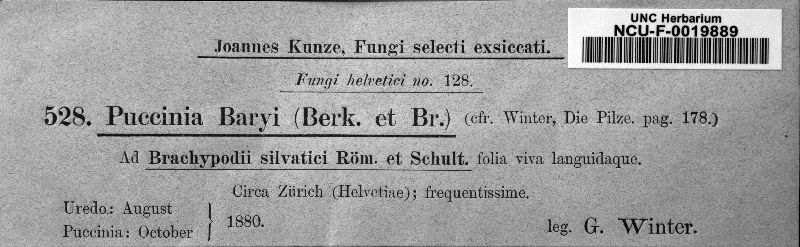 UNC Herbarium
NCU-F-0019889
Joannes Kunze, Fungi selecti exsiccati.
Fungi helvetici no. 128.
528. Puccinia Baryi (Berk. et Br.) (cfr. Winter, Die Pilze. pag. 178.)
Ad Brachypodii silvatici Röm. et Schult. folia viva languidaque.
Circa Zürich (Helvetiae); frequentissime.
Uredo: August
Puccinia: October
1880.
leg. G. Winter.